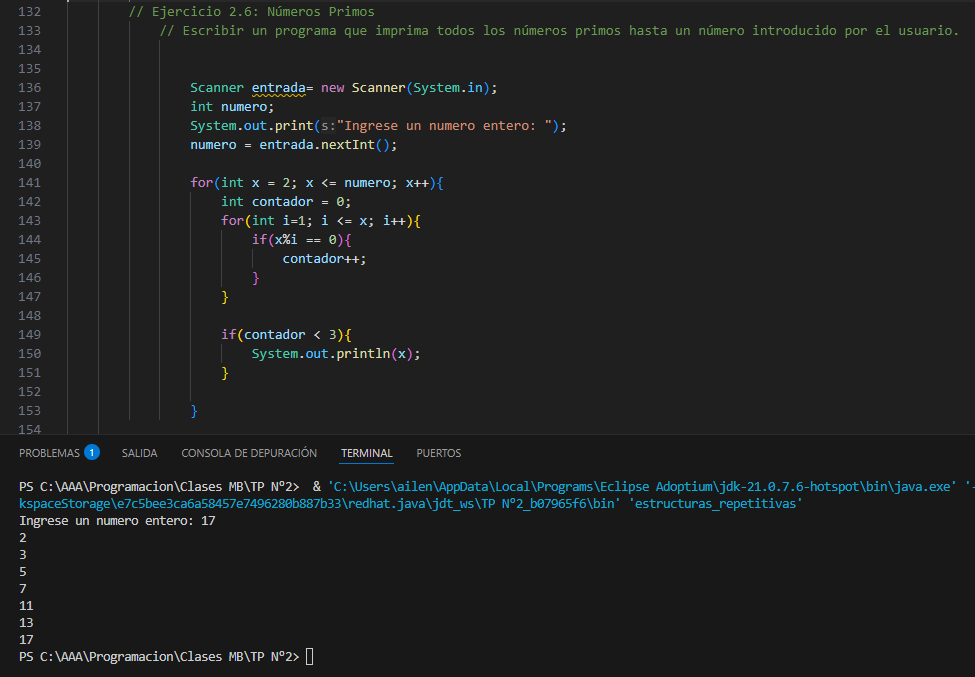 132 // Ejercicio 2.6: Números Primos
133 // Escribir un programa que imprima todos los números primos hasta un número introducido por el usuario.
134
135
136 Scanner entrada= new Scanner(System.in);
137 int numero;
138 System.out.print(s:"Ingrese un numero entero: ");
139 numero = entrada.nextInt();
140
141 for(int x = 2; x <= numero; x++){
142 int contador = 0;
143 for(int i=1; i <= x; i++){
144 if(x%i == 0){
145 contador++;
146 }
147 }
148
149 if(contador < 3){
150 System.out.println(x);
151 }
152
153 }
154
PROBLEMAS 1 SALIDA CONSOLA DE DEPURACIÓN TERMINAL PUERTOS
PS C:\AAA\Programacion\Clases MB\TP Nº2> & 'C:\Users\ailen\AppData\Local\Programs\Eclipse Adoptium\jdk-21.0.7.6-hotspot\bin\java.exe' '-
kspaceStorage\e7c5bee3ca6a58457e7496280b887b33\redhat.java\jdt_ws\TP Nº2_b07965f6\bin' 'estructuras_repetitivas'
Ingrese un numero entero: 17
2
3
5
7
11
13
17
PS C:\AAA\Programacion\Clases MB\TP Nº2>